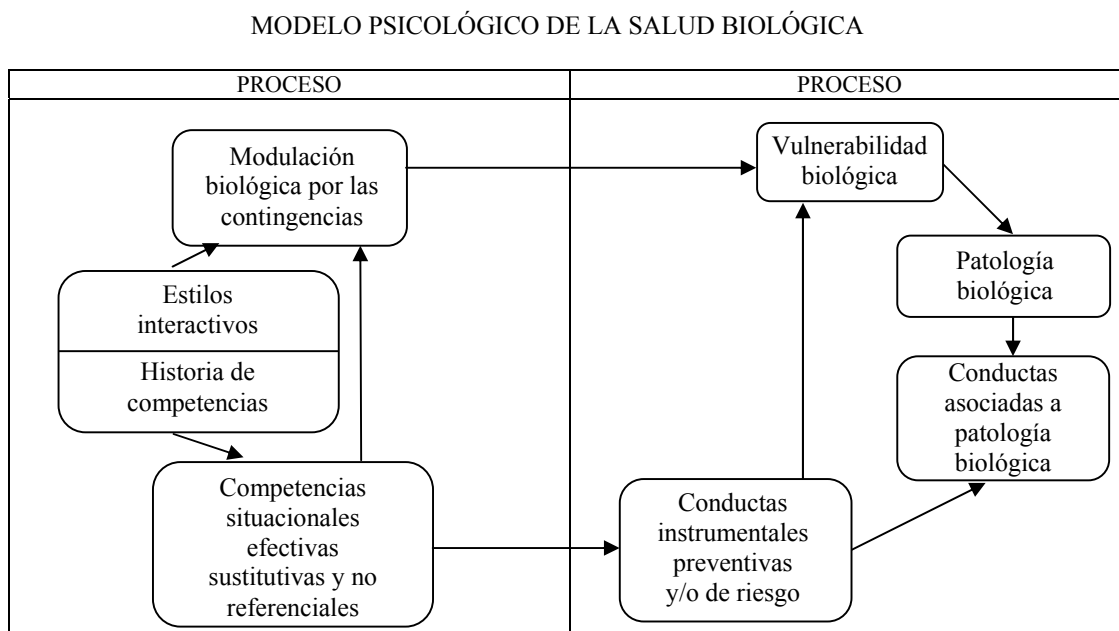 MODELO PSICOLÓGICO DE LA SALUD BIOLÓGICA
PROCESO
PROCESO
Modulación
biológica por las
contingencias
Estilos
interactivos
Historia de
competencias
Competencias
situacionales
efectivas
sustitutivas y no
referenciales
Vulnerabilidad
biológica
Patología
biológica
Conductas
asociadas a
patología
biológica
Conductas
instrumentales
preventivas
y/o de riesgo